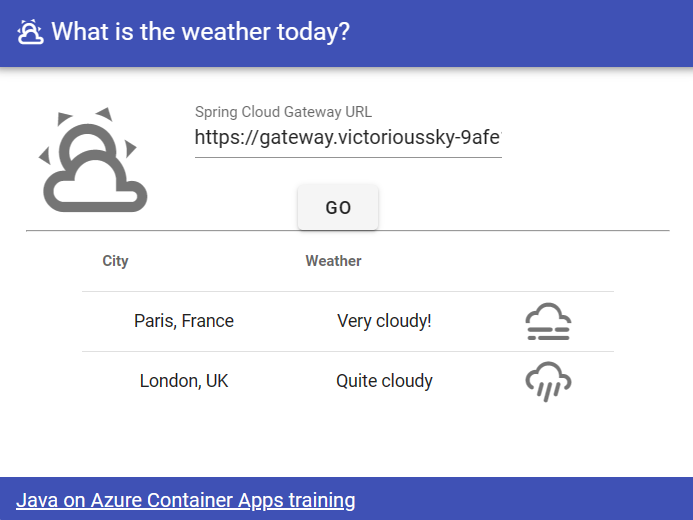 What is the weather today?
Spring Cloud Gateway URL
https://gateway.victorioussky-9afe
GO
City Weather
Paris, France Very cloudy!
London, UK Quite cloudy
Java on Azure Container Apps training